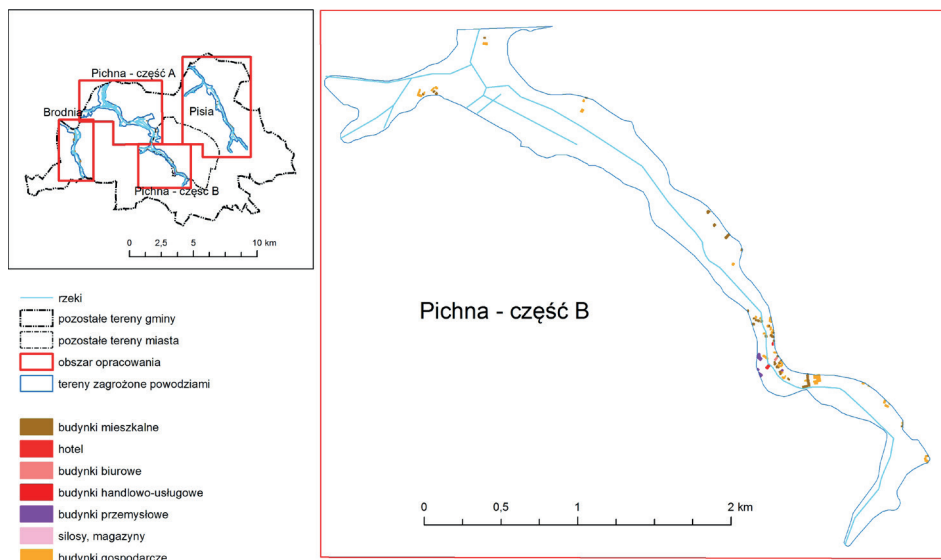 Pichna - część A
Brodnia
Pisia
Pichna - część B
0 2,5 5 10 km
rzeki
pozostałe tereny gminy
pozostałe tereny miasta
obszar opracowania
tereny zagrożone powodziami
budynki mieszkalne
hotel
budynki biurowe
budynki handlowo-usługowe
budynki przemysłowe
silosy, magazyny
budynki gospodarcze
Pichna - część B
0 0,5 1 2 km